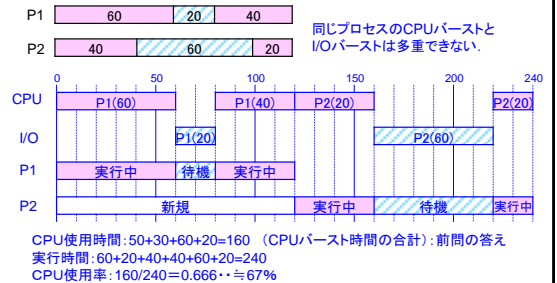 P1 60 20 40
同じプロセスのCPUバーストと
P2 40 60 20
I/Oバーストは多重できない.
0 50 100 150 200 240
CPU P1(60) P1(40) P2(20) P2(20)
I/O P1(20) P2(60)
P1 実行中 待機 実行中
P2 新規 実行中 待機 実行中
CPU使用時間:50+30+60+20=160 (CPUバースト時間の合計):前問の答え
実行時間:60+20+40+40+60+20=240
CPU使用率:160/240=0.666・・≒67%